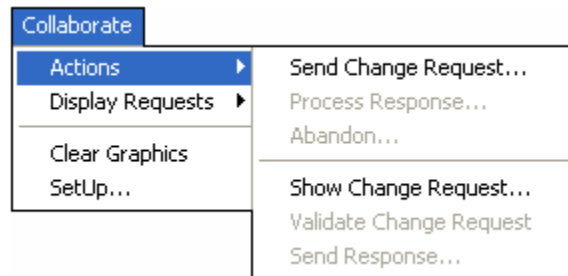 Collaborate
Actions
Display Requests
Clear Graphics
SetUp...
Send Change Request...
Process Response...
Abandon...
Show Change Request...
Validate Change Request
Send Response...